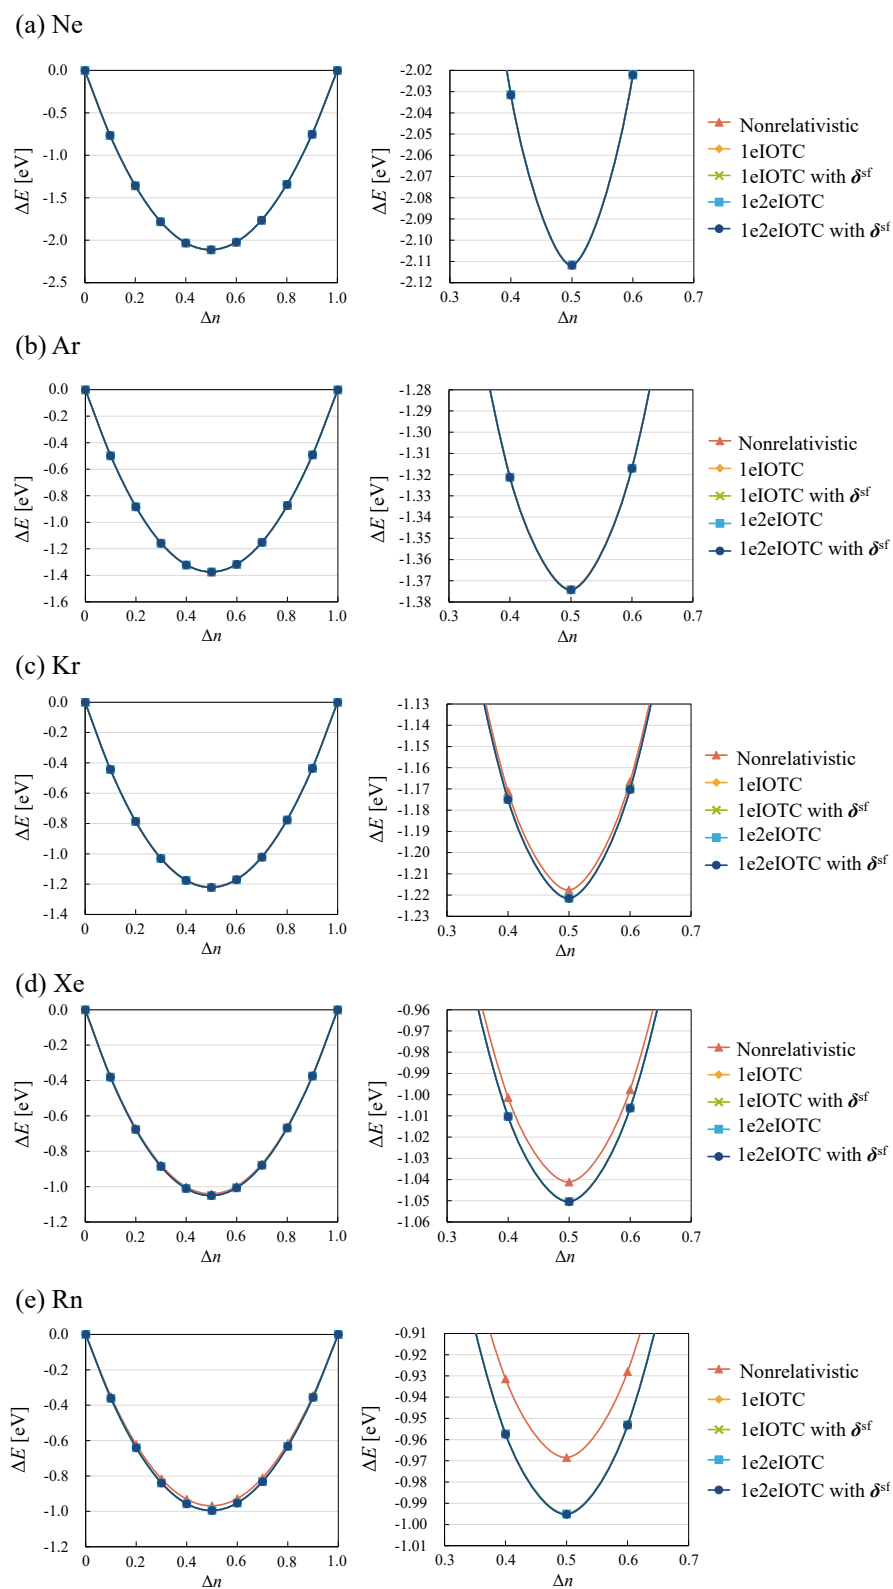 (a) Ne
0.0
-0.5
-1.0
-1.5
-2.0
-2.5
ΔE [eV]
0 0.2 0.4 0.6 0.8 1.0
Δn
-2.02
-2.03
-2.04
-2.05
-2.06
-2.07
-2.08
-2.09
-2.10
-2.11
-2.12
ΔE [eV]
0.3 0.4 0.5 0.6 0.7
Δn
Nonrelativistic
1eIOTC
1eIOTC with δsf
1e2eIOTC
1e2eIOTC with δsf
(b) Ar
0.0
-0.2
-0.4
-0.6
-0.8
-1.0
-1.2
-1.4
-1.6
ΔE [eV]
0 0.2 0.4 0.6 0.8 1.0
Δn
-1.28
-1.29
-1.30
-1.31
-1.32
-1.33
-1.34
-1.35
-1.36
-1.37
-1.38
ΔE [eV]
0.3 0.4 0.5 0.6 0.7
Δn
Nonrelativistic
1eIOTC
1eIOTC with δsf
1e2eIOTC
1e2eIOTC with δsf
(c) Kr
0.0
-0.2
-0.4
-0.6
-0.8
-1.0
-1.2
-1.4
ΔE [eV]
0 0.2 0.4 0.6 0.8 1.0
Δn
-1.13
-1.14
-1.15
-1.16
-1.17
-1.18
-1.19
-1.20
-1.21
-1.22
-1.23
ΔE [eV]
0.3 0.4 0.5 0.6 0.7
Δn
Nonrelativistic
1eIOTC
1eIOTC with δsf
1e2eIOTC
1e2eIOTC with δsf
(d) Xe
0.0
-0.2
-0.4
-0.6
-0.8
-1.0
-1.2
ΔE [eV]
0 0.2 0.4 0.6 0.8 1.0
Δn
-0.96
-0.97
-0.98
-0.99
-1.00
-1.01
-1.02
-1.03
-1.04
-1.05
-1.06
ΔE [eV]
0.3 0.4 0.5 0.6 0.7
Δn
Nonrelativistic
1eIOTC
1eIOTC with δsf
1e2eIOTC
1e2eIOTC with δsf
(e) Rn
0.0
-0.2
-0.4
-0.6
-0.8
-1.0
-1.2
ΔE [eV]
0 0.2 0.4 0.6 0.8 1.0
Δn
-0.91
-0.92
-0.93
-0.94
-0.95
-0.96
-0.97
-0.98
-0.99
-1.00
-1.01
ΔE [eV]
0.3 0.4 0.5 0.6 0.7
Δn
Nonrelativistic
1eIOTC
1eIOTC with δsf
1e2eIOTC
1e2eIOTC with δsf